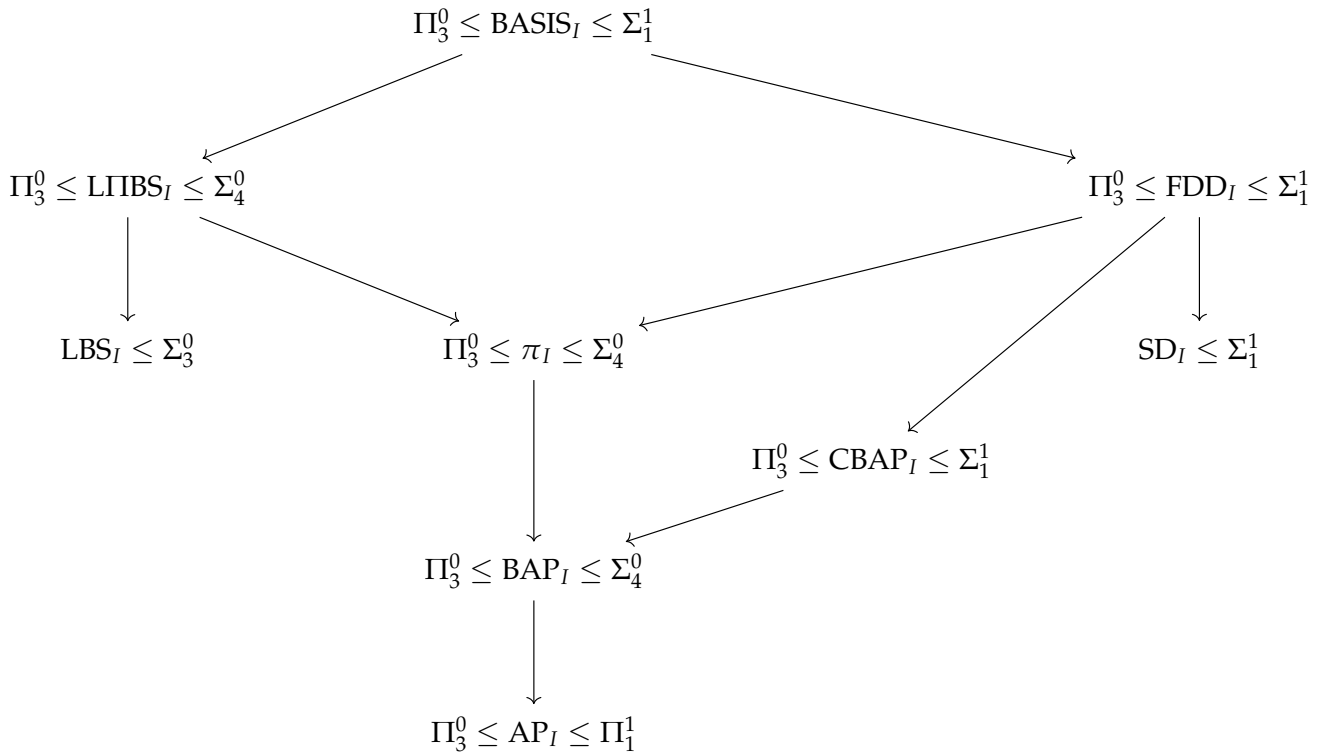 Π⁰₃ ≤ BASIS_I ≤ Σ¹₁
Π⁰₃ ≤ LΠBS_I ≤ Σ⁰₄
Π⁰₃ ≤ FDD_I ≤ Σ¹₁
LBS_I ≤ Σ⁰₃
Π⁰₃ ≤ π_I ≤ Σ⁰₄
SD_I ≤ Σ¹₁
Π⁰₃ ≤ CBAP_I ≤ Σ¹₁
Π⁰₃ ≤ BAP_I ≤ Σ⁰₄
Π⁰₃ ≤ AP_I ≤ Π¹₁